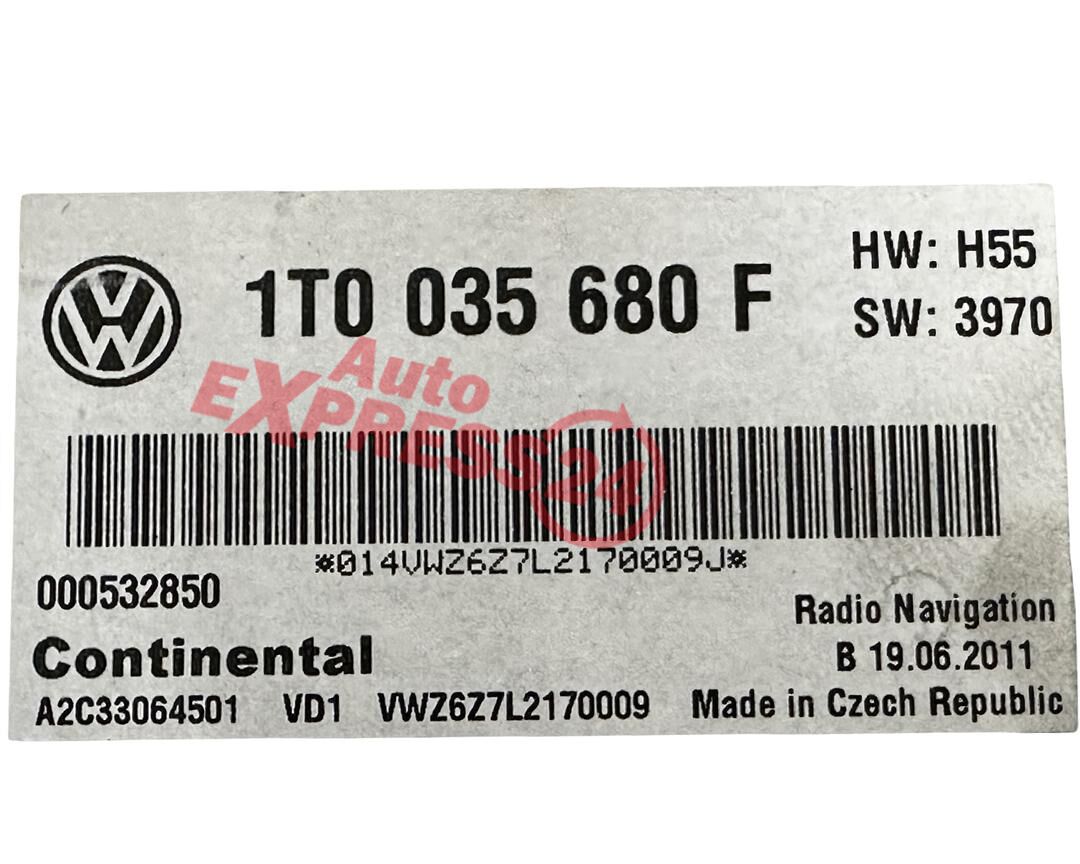 1T0 035 680 F
HW: H55
SW: 3970
Auto
EXPRESS24
*014VWZ6Z7L2170009J*
000532850
Radio Navigation
Continental
B 19.06.2011
A2C33064501 VD1 VWZ6Z7L2170009 Made in Czech Republic